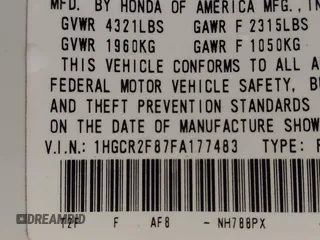 MFD. BY HONDA OF AMERICA MFG., IN
GVWR 4321LBS GAWR F 2315LBS
GVWR 1960KG GAWR F 1050KG
THIS VEHICLE CONFORMS TO ALL A
FEDERAL MOTOR VEHICLE SAFETY, B
AND THEFT PREVENTION STANDARDS
ON THE DATE OF MANUFACTURE SHOW
V.I.N.: 1HGCR2F87FA177483 TYPE: P
F AF8 - NH788PX
DREAMBID